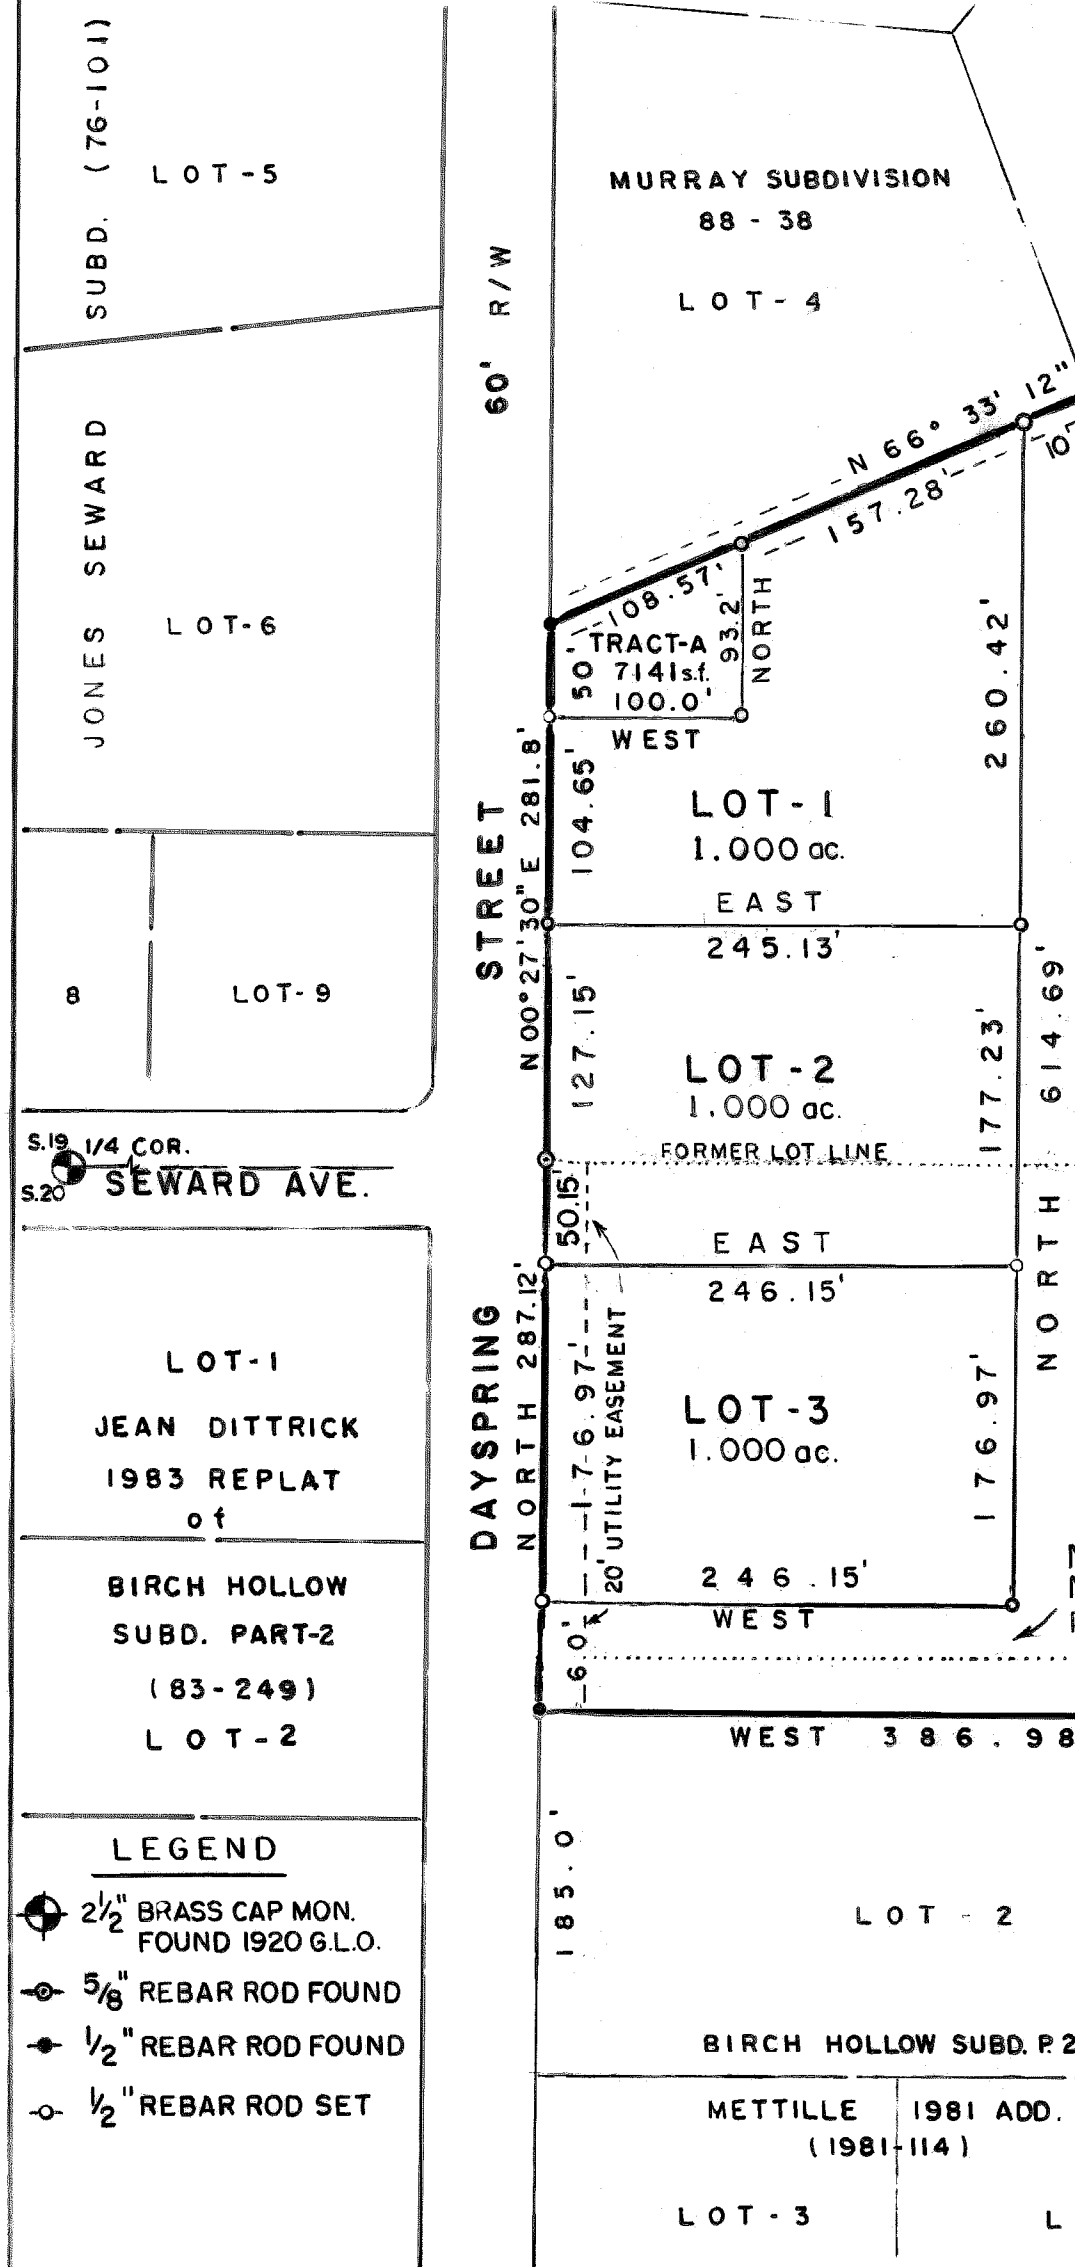 JONES SEWARD SUBD. (76-101)
LOT-5
LOT-6
8
LOT-9
60' R/W
MURRAY SUBDIVISION
88 - 38
LOT-4
N 66° 33' 12"
157.28'
10'
108.57'
TRACT-A
7141 s.f.
100.0'
WEST
50
93.2'
NORTH
260.42'
DAYSPRING STREET
N 00° 27' 30" E 281.8'
104.65'
LOT-1
1.000 ac.
EAST
245.13'
127.15'
LOT-2
1.000 ac.
177.23'
NORTH 614.69'
FORMER LOT LINE
50.15'
EAST
246.15'
S.19
1/4 COR.
S.20
SEWARD AVE.
NORTH 287.12'
176.97'
20' UTILITY EASEMENT
LOT-3
1.000 ac.
176.97'
246.15'
WEST
60'
WEST 386.98
LOT-1
JEAN DITTRICK
1983 REPLAT
of
BIRCH HOLLOW
SUBD. PART-2
(83-249)
LOT-2
185.0'
LOT - 2
BIRCH HOLLOW SUBD. P. 2
METTILLE 1981 ADD.
(1981-114)
LOT-3
L
LEGEND
2½" BRASS CAP MON.
FOUND 1920 G.L.O.
5/8" REBAR ROD FOUND
1/2" REBAR ROD FOUND
1/2" REBAR ROD SET